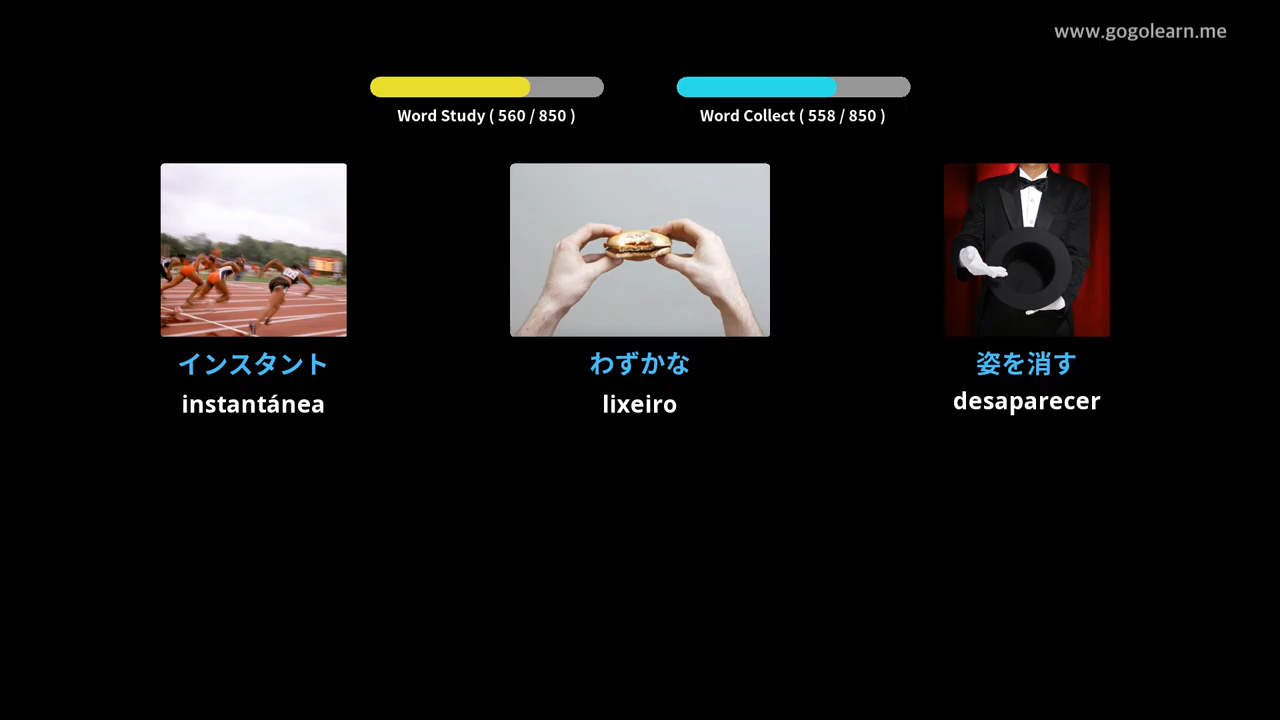 www.gogolearn.me
Word Study ( 560 / 850 )
Word Collect ( 558 / 850 )
インスタント
instantánea
わずかな
lixeiro
姿を消す
desaparecer